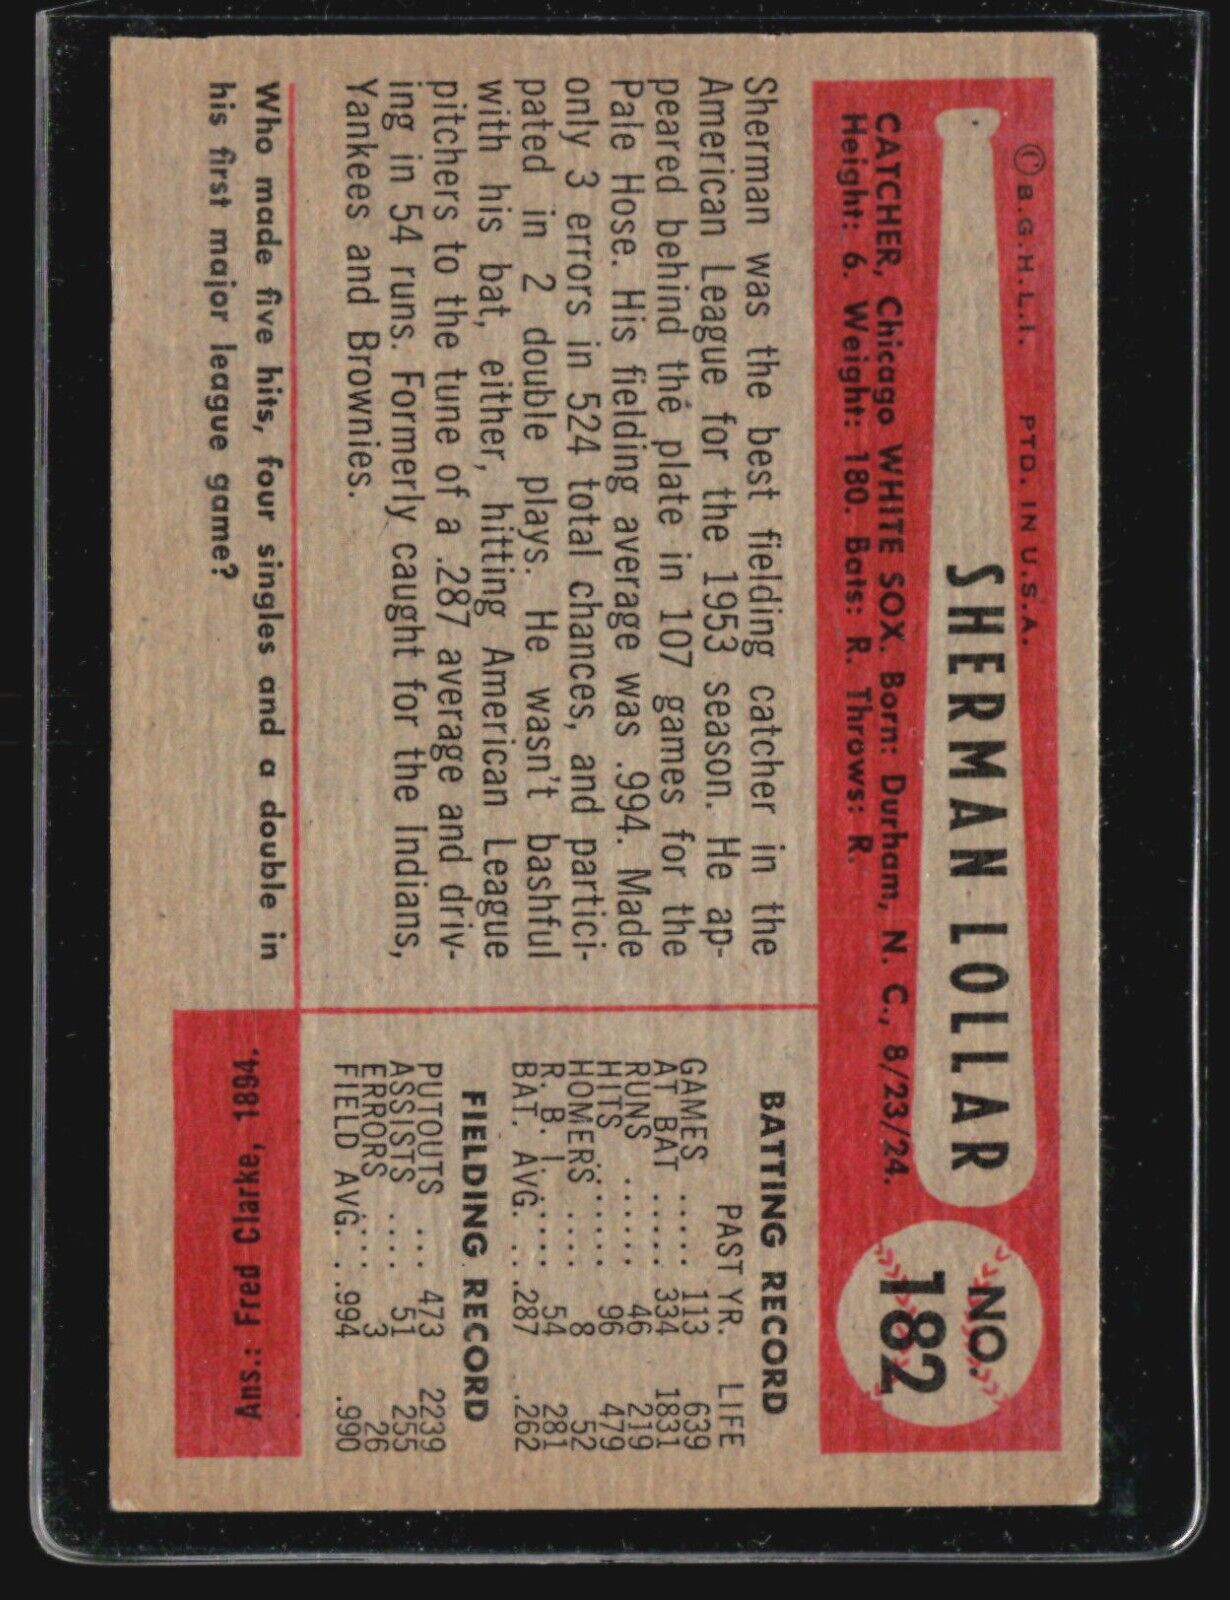 © B.G.H.L.I. PTD. IN U.S.A.
SHERMAN LOLLAR
NO.
182
CATCHER, Chicago WHITE SOX. Born: Durham, N. C., 8/23/24.
Height: 6. Weight: 180. Bats: R. Throws: R.
Sherman was the best fielding catcher in the
American League for the 1953 season. He ap-
peared behind the plate in 107 games for the
Pale Hose. His fielding average was .994. Made
only 3 errors in 524 total chances, and partici-
pated in 2 double plays. He wasn't bashful
with his bat, either, hitting American League
pitchers to the tune of a .287 average and driv-
ing in 54 runs. Formerly caught for the Indians,
Yankees and Brownies.
BATTING RECORD
PAST YR. LIFE
GAMES .... 113 639
AT BAT .... 334 1831
RUNS ...... 46 219
HITS ...... 96 479
HOMERS .... 8 52
R. B. I. .... 54 281
BAT. AVG. ... .287 .262
FIELDING RECORD
PUTOUTS ... 473 2239
ASSISTS .... 51 255
ERRORS .... 3 26
FIELD AVG. . .994 .990
Who made five hits, four singles and a double in
his first major league game?
Ans.: Fred Clarke, 1894.